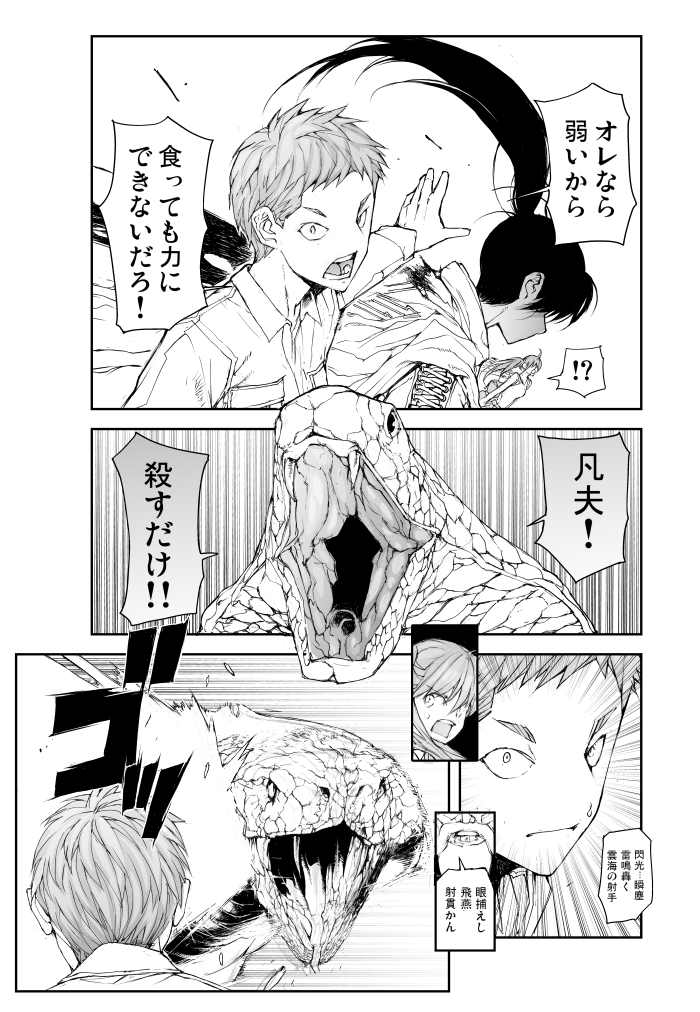 オレなら
弱いから
食っても力に
できないだろ！
!?
凡夫！
殺すだけ!!
閃光…瞬塵
雷鳴轟く
雲海の射手
眼捕えし
飛燕
射貫かん
ゴ